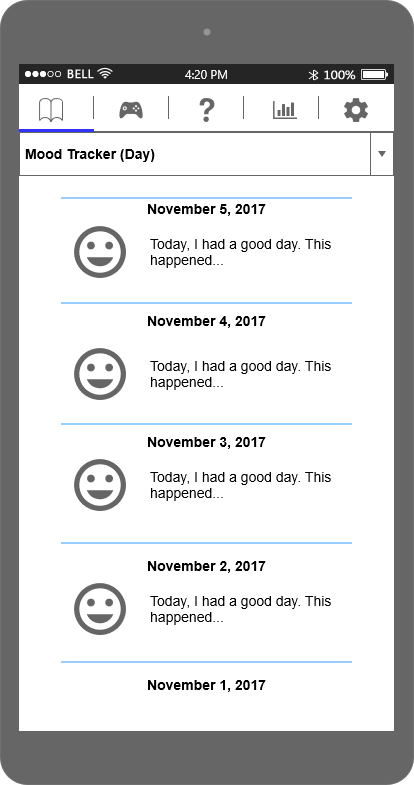 BELL 4:20 PM 100%
?
Mood Tracker (Day)
November 5, 2017
Today, I had a good day. This
happened...
November 4, 2017
Today, I had a good day. This
happened...
November 3, 2017
Today, I had a good day. This
happened...
November 2, 2017
Today, I had a good day. This
happened...
November 1, 2017